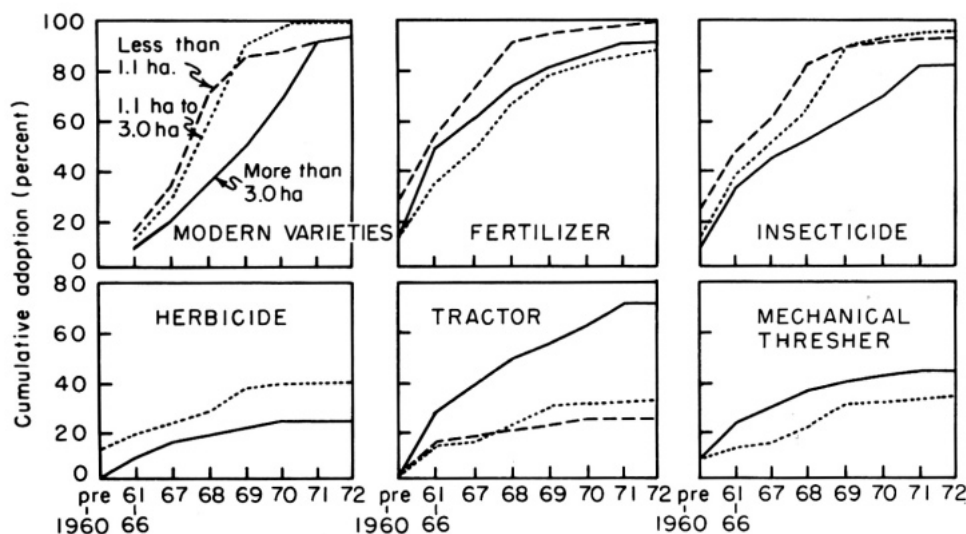 Cumulative adoption (percent)
100
80
60
40
20
0
Less than
1.1 ha.
1.1 ha to
3.0 ha
More than
3.0 ha
MODERN VARIETIES
FERTILIZER
INSECTICIDE
80
60
40
20
0
HERBICIDE
TRACTOR
MECHANICAL
THRESHER
pre 61 67 68 69 70 71 72
1960 66
pre 61 67 68 69 70 71 72
1960 66
pre 61 67 68 69 70 71 72
1960 66